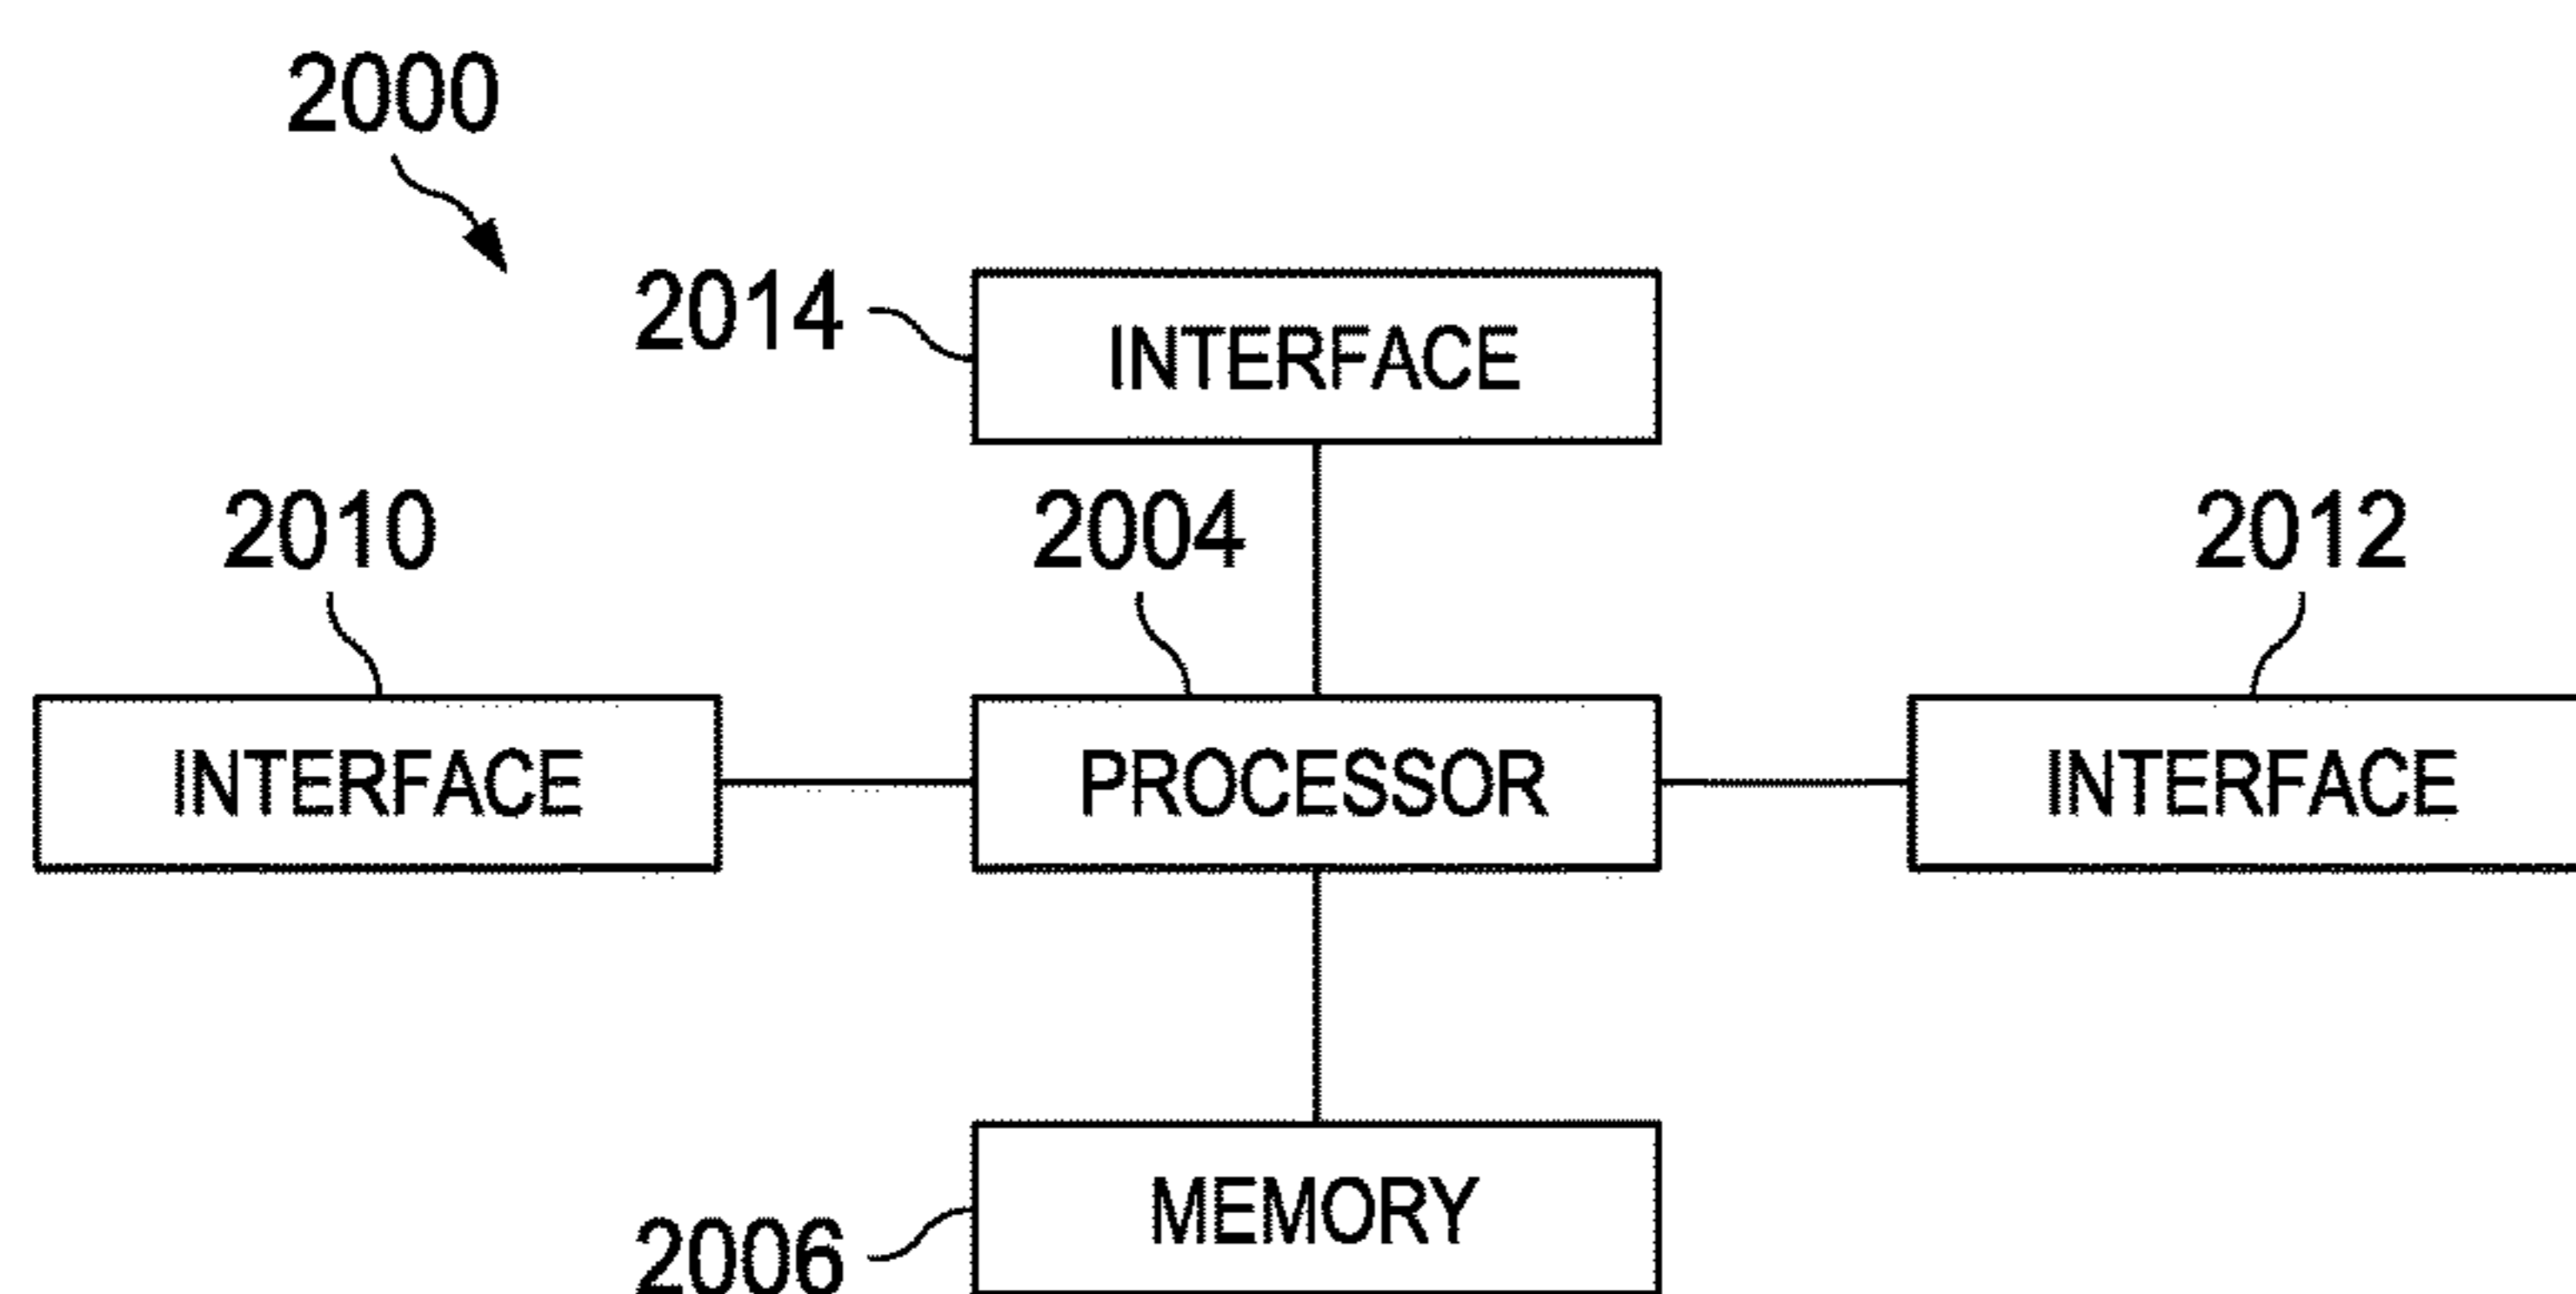 2000
2014
INTERFACE
2010
2004
2012
INTERFACE
PROCESSOR
INTERFACE
MEMORY
2006